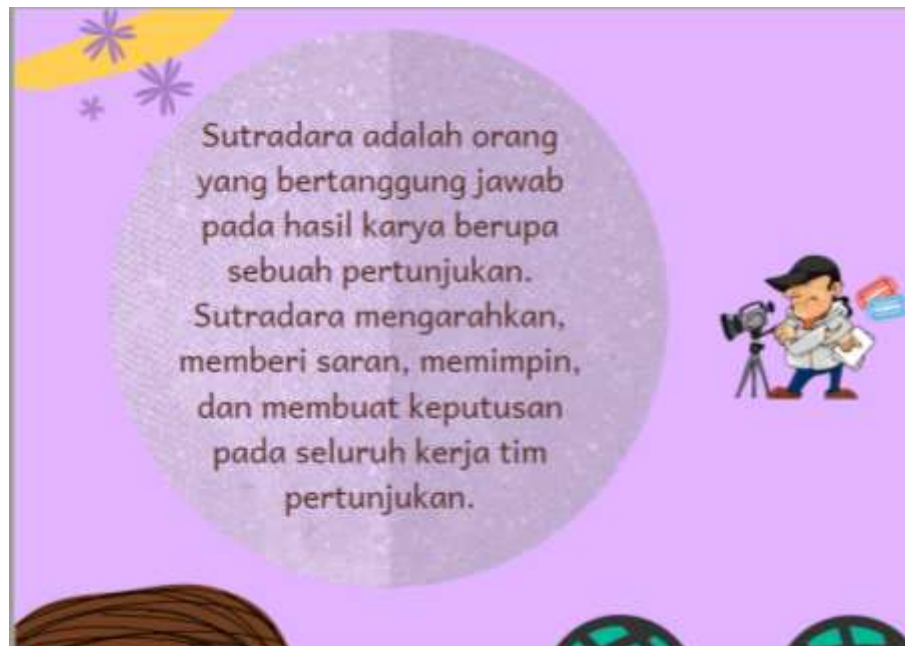 Sutradara adalah orang
yang bertanggung jawab
pada hasil karya berupa
sebuah pertunjukan.
Sutradara mengarahkan,
memberi saran, memimpin,
dan membuat keputusan
pada seluruh kerja tim
pertunjukan.